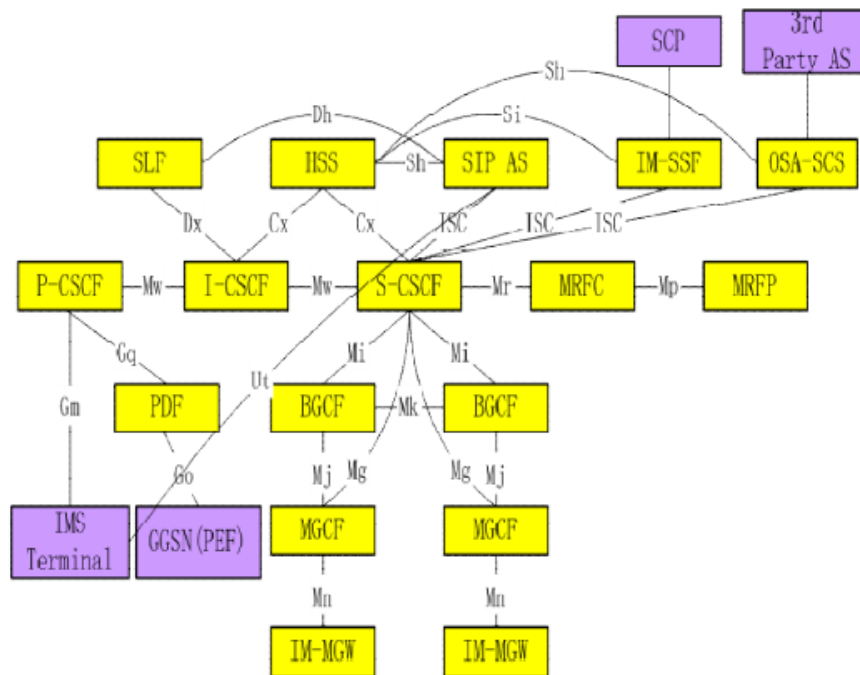 SCP
3rd
Party AS
Sh
Dh
Si
SLF
HSS
Sh
SIP AS
IM-SSF
OSA-SCS
Dx
Cx
Cx
ISC
ISC
ISC
P-CSCF
Mw
I-CSCF
Mw
S-CSCF
Mr
MRFC
Mp
MRFP
Gq
Mi
Mi
Ut
Gm
PDF
BGCF
Mk
BGCF
Go
Mj
Mg
Mg
Mj
IMS
Terminal
GGSN(PEF)
MGCF
MGCF
Mn
Mn
IM-MGW
IM-MGW